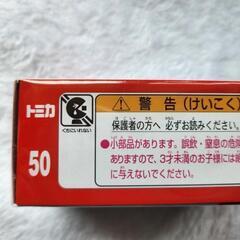 トミカ
くちにいれない
50
⚠警告(けいこく)
保護者の方へ 必ずお読みください。
●小部品があります。誤飲・窒息の危険
ありますので、3才未満のお子様には絶
に与えないでください。